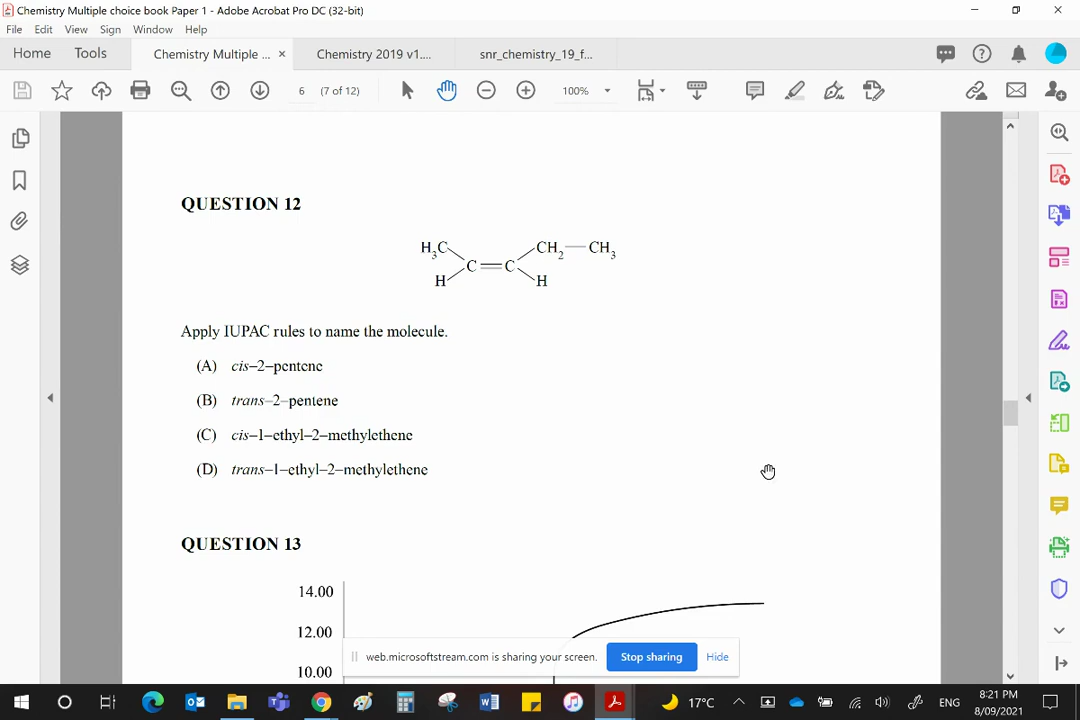 Chemistry Multiple choice book Paper 1 - Adobe Acrobat Pro DC (32-bit)
File Edit View Sign Window Help
Home Tools Chemistry Multiple ... × Chemistry 2019 v1.... snr_chemistry_19_f...
6 (7 of 12) 100%
QUESTION 12
H3C CH2 — CH3
C = C
H H
Apply IUPAC rules to name the molecule.
(A) cis–2–pentene
(B) trans–2–pentene
(C) cis–1–ethyl–2–methylethene
(D) trans–1–ethyl–2–methylethene
QUESTION 13
14.00
12.00
10.00
web.microsoftstream.com is sharing your screen. Stop sharing Hide
17°C ENG 8:21 PM
8/09/2021